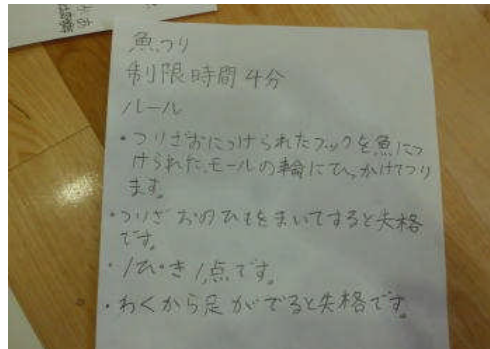 魚つり
制限時間4分
ルール
・つりざおにつけられたフックを魚につ
けられた、モールの輪にひっかけてつり
ます。
・つりざおのひもをまいてすると失格
です。
・1ぴき1点です。
・わくから足がでると失格です。